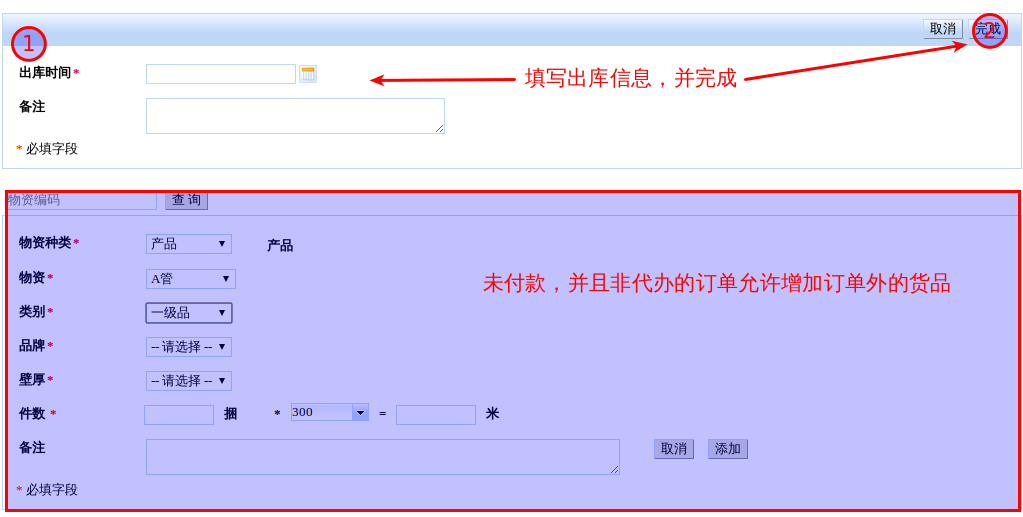 取消 完成
1 2
出库时间*
填写出库信息，并完成
备注
* 必填字段
物资编码 查 询
物资种类* 产品 产品
物资* A管
未付款，并且非代办的订单允许增加订单外的货品
类别* 一级品
品牌* -- 请选择 --
壁厚* -- 请选择 --
件数 * 捆 * 300 = 米
备注 取消 添加
* 必填字段